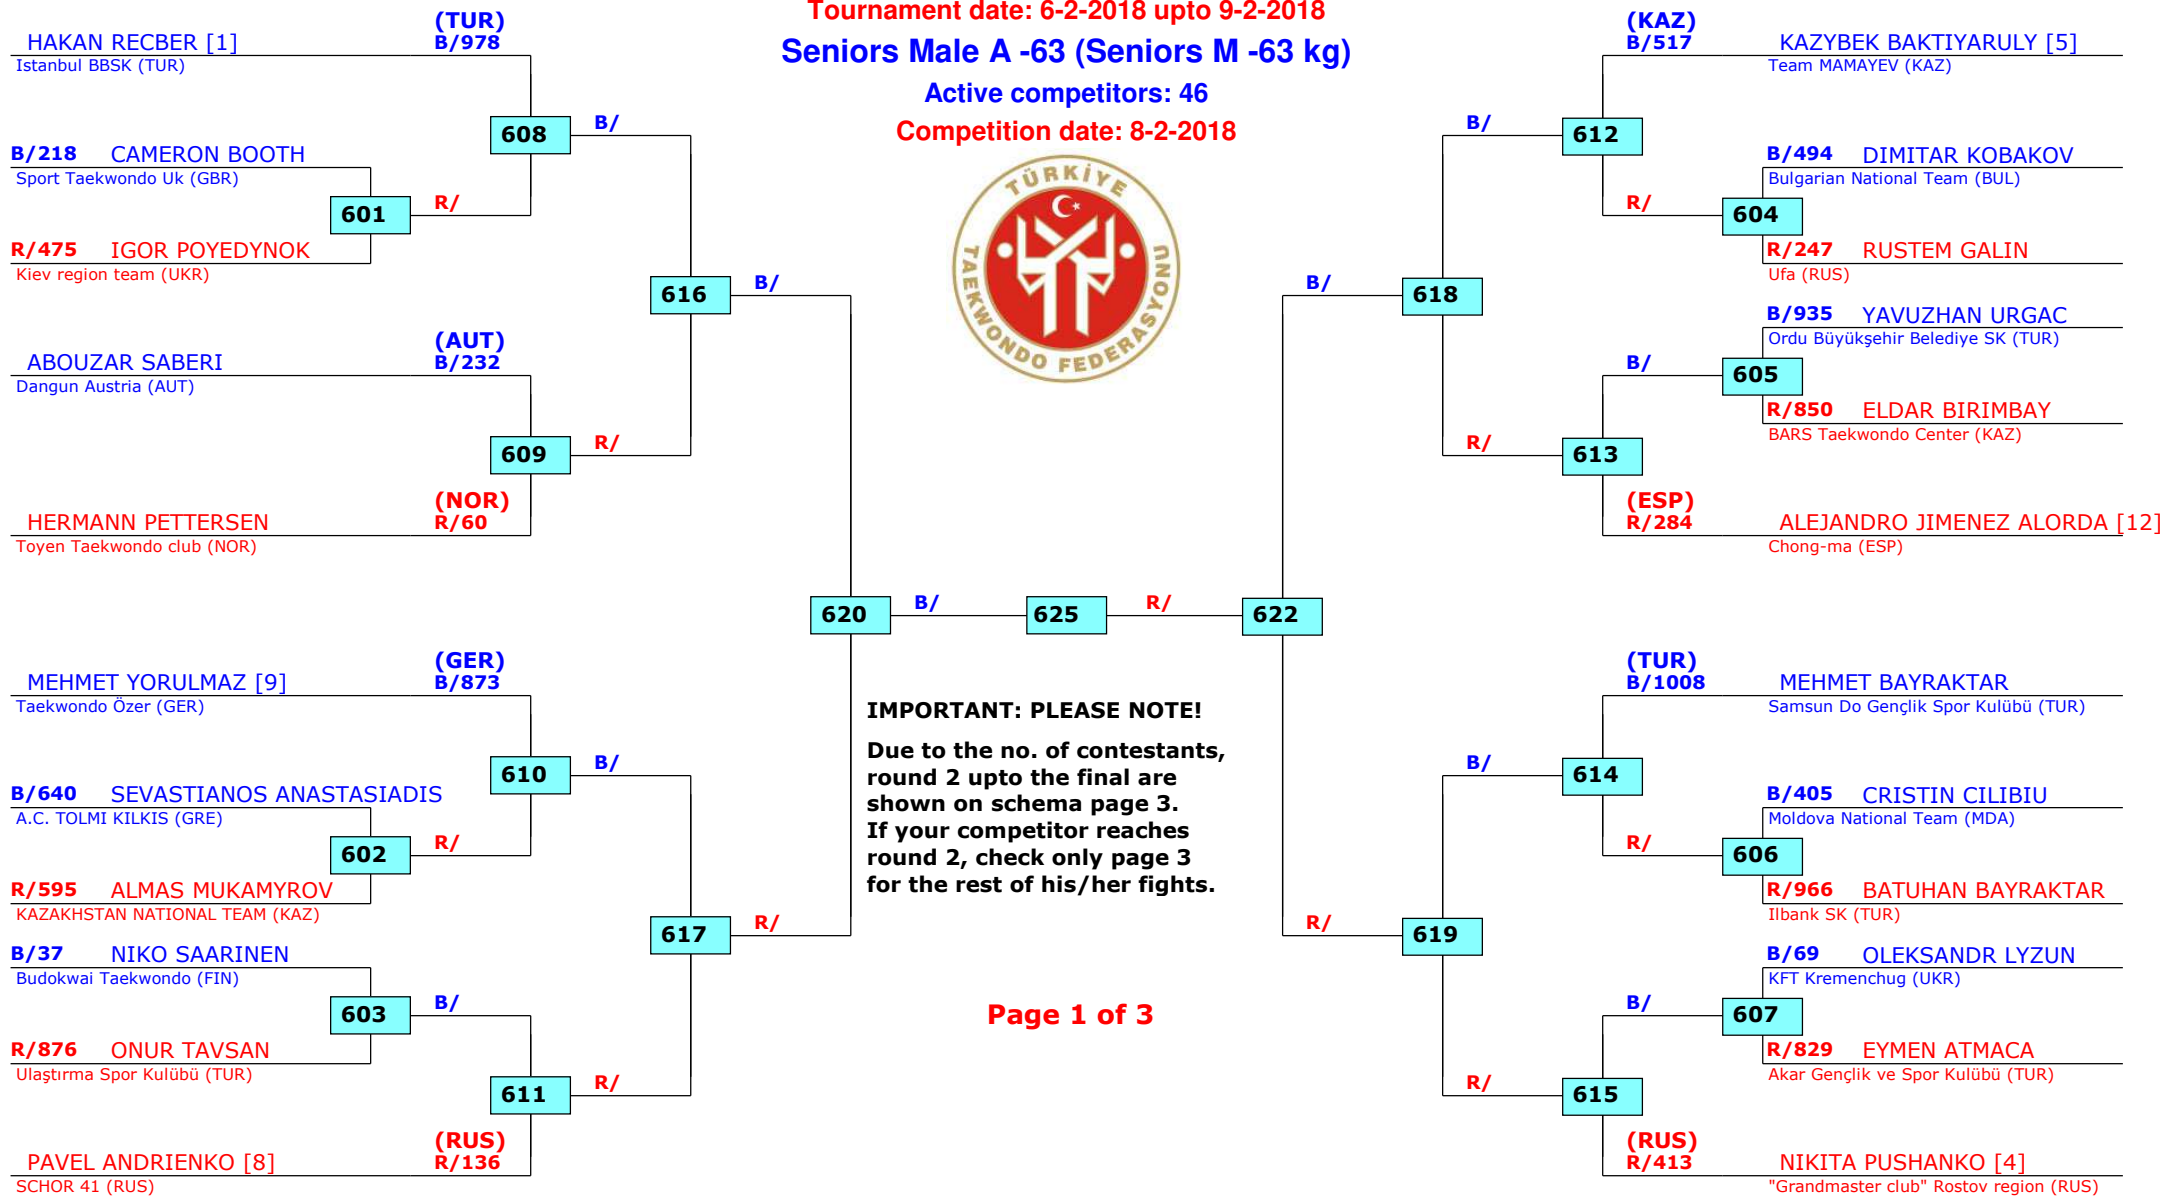 Tournament date: 6-2-2018 upto 9-2-2018
Seniors Male A -63 (Seniors M -63 kg)
Active competitors: 46
Competition date: 8-2-2018
TÜRKİYE
TAEKWONDO FEDERASYONU
(TUR)
HAKAN RECBER [1] B/978
Istanbul BBSK (TUR)
608 B/
B/218 CAMERON BOOTH
Sport Taekwondo Uk (GBR)
601 R/
R/475 IGOR POYEDYNOK
Kiev region team (UKR)
616 B/
(AUT)
ABOUZAR SABERI B/232
Dangun Austria (AUT)
609 R/
(NOR)
HERMANN PETTERSEN R/60
Toyen Taekwondo club (NOR)
620 B/ 625 R/ 622
(GER)
MEHMET YORULMAZ [9] B/873
Taekwondo Özer (GER)
610 B/
B/640 SEVASTIANOS ANASTASIADIS
A.C. TOLMI KILKIS (GRE)
602 R/
R/595 ALMAS MUKAMYROV
KAZAKHSTAN NATIONAL TEAM (KAZ)
617 R/
B/37 NIKO SAARINEN
Budokwai Taekwondo (FIN)
603 B/
R/876 ONUR TAVSAN
Ulaştırma Spor Kulübü (TUR)
611 R/
(RUS)
PAVEL ANDRIENKO [8] R/136
SCHOR 41 (RUS)
IMPORTANT: PLEASE NOTE!
Due to the no. of contestants,
round 2 upto the final are
shown on schema page 3.
If your competitor reaches
round 2, check only page 3
for the rest of his/her fights.
Page 1 of 3
(KAZ)
B/517 KAZYBEK BAKTIYARULY [5]
Team MAMAYEV (KAZ)
B/ 612
B/494 DIMITAR KOBAKOV
Bulgarian National Team (BUL)
R/ 604
R/247 RUSTEM GALIN
Ufa (RUS)
B/ 618
B/935 YAVUZHAN URGAC
Ordu Büyükşehir Belediye SK (TUR)
B/ 605
R/850 ELDAR BIRIMBAY
BARS Taekwondo Center (KAZ)
R/ 613
(ESP)
R/284 ALEJANDRO JIMENEZ ALORDA [12]
Chong-ma (ESP)
(TUR)
B/1008 MEHMET BAYRAKTAR
Samsun Do Gençlik Spor Kulübü (TUR)
B/ 614
B/405 CRISTIN CILIBIU
Moldova National Team (MDA)
R/ 606
R/966 BATUHAN BAYRAKTAR
Ilbank SK (TUR)
R/ 619
B/69 OLEKSANDR LYZUN
KFT Kremenchug (UKR)
B/ 607
R/829 EYMEN ATMACA
Akar Gençlik ve Spor Kulübü (TUR)
R/ 615
(RUS)
R/413 NIKITA PUSHANKO [4]
"Grandmaster club" Rostov region (RUS)